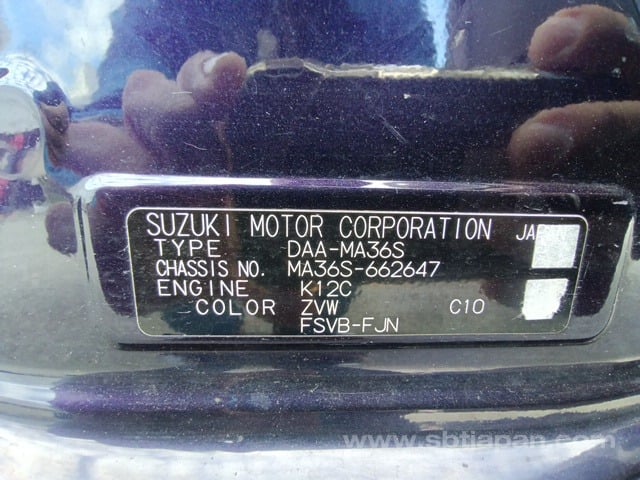 SUZUKI MOTOR CORPORATION
TYPE DAA-MA36S
CHASSIS NO. MA36S-662647
ENGINE K12C
COLOR ZVW C10
FSVB-FJN
www.sbtjapan.com